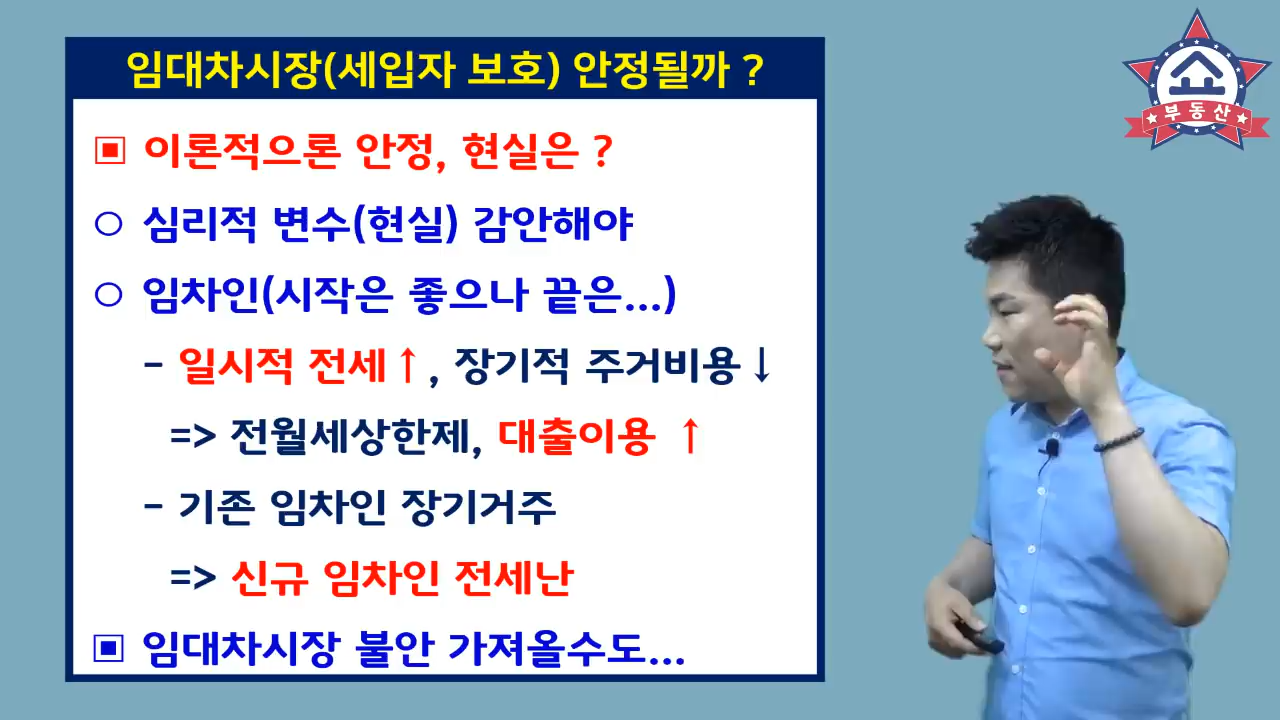 임대차시장(세입자 보호) 안정될까 ?
▣ 이론적으론 안정, 현실은 ?
○ 심리적 변수(현실) 감안해야
○ 임차인(시작은 좋으나 끝은...)
- 일시적 전세↑, 장기적 주거비용↓
=> 전월세상한제, 대출이용 ↑
- 기존 임차인 장기거주
=> 신규 임차인 전세난
▣ 임대차시장 불안 가져올수도...
부동산